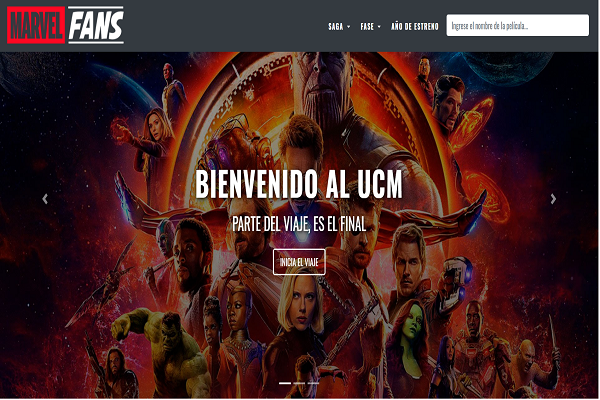 MARVEL FANS
SAGA FASE AÑO DE ESTRENO Ingrese el nombre de la película...
BIENVENIDO AL UCM
PARTE DEL VIAJE, ES EL FINAL
INICIA EL VIAJE